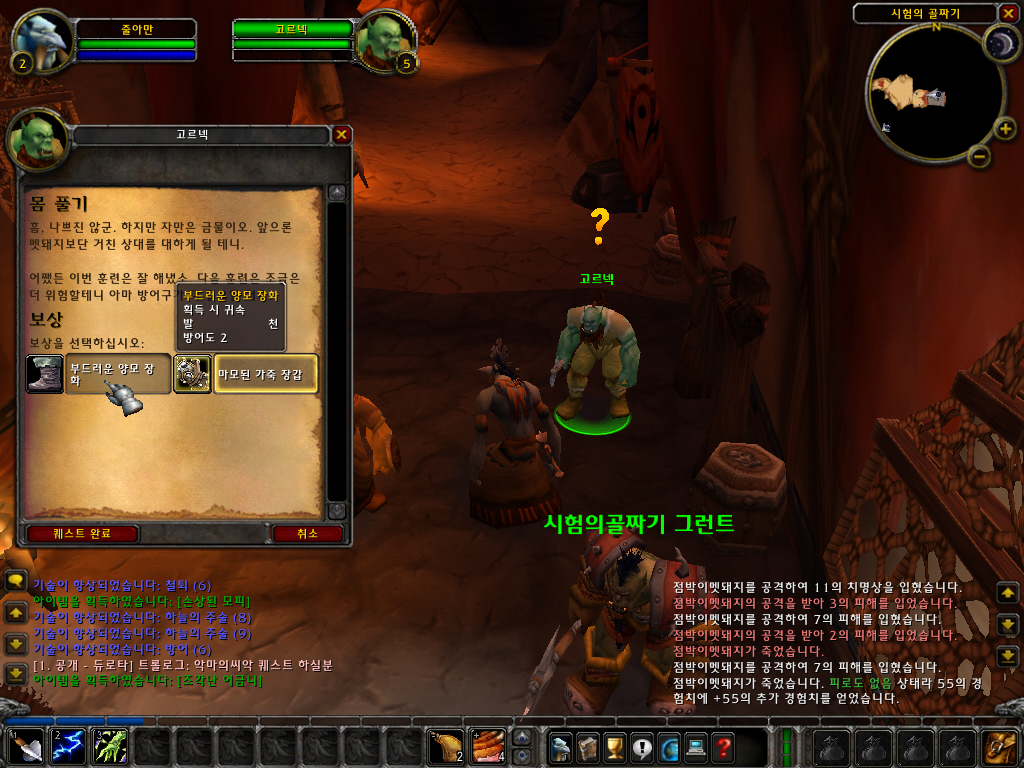 줄아만
2
고르넥
5
시험의 골짜기
N
고르넥
몸 풀기
흠, 나쁘진 않군. 하지만 자만은 금물이오. 앞으론
멧돼지보단 거친 상대를 대하게 될 테니.
어쨌든 이번 훈련은 잘 해냈소. 다음 훈련은 조금은
더 위험할테니 아마 방어구가
부드러운 양모 장화
획득 시 귀속
발 천
방어도 2
보상
보상을 선택하십시오:
부드러운 양모 장
화
마모된 가죽 장갑
퀘스트 완료
취소
고르넥
시험의골짜기 그런트
기술이 향상되었습니다: 철퇴 (6)
아이템을 획득하였습니다: [손상된 모피]
기술이 향상되었습니다: 하늘의 주술 (8)
기술이 향상되었습니다: 하늘의 주술 (9)
기술이 향상되었습니다: 방어 (6)
[1. 공개 - 듀로타] 트롤로그: 악마의씨악 퀘스트 하실분
아이템을 획득하였습니다: [조각난 어금니]
점박이멧돼지를 공격하여 11의 치명상을 입혔습니다.
점박이멧돼지의 공격을 받아 3의 피해를 입었습니다.
점박이멧돼지를 공격하여 7의 피해를 입혔습니다.
점박이멧돼지의 공격을 받아 2의 피해를 입었습니다.
점박이멧돼지가 죽었습니다.
점박이멧돼지를 공격하여 7의 피해를 입혔습니다.
점박이멧돼지가 죽었습니다. 피로도 없음 상태라 55의 경
험치에 +55의 추가 경험치를 얻었습니다.
1
2
3
2
4